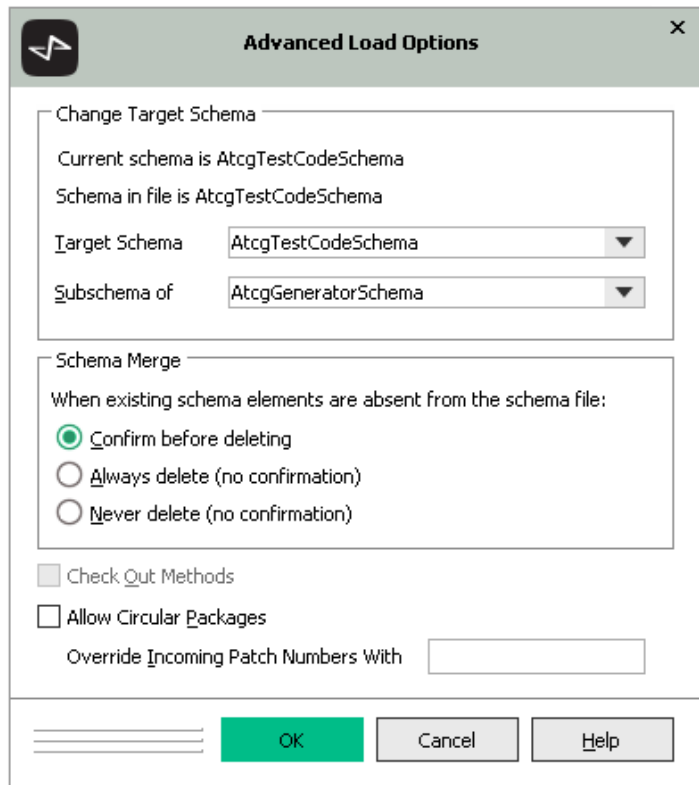 Advanced Load Options
×
Change Target Schema
Current schema is AtcgTestCodeSchema
Schema in file is AtcgTestCodeSchema
Target Schema AtcgTestCodeSchema
Subschema of AtcgGeneratorSchema
Schema Merge
When existing schema elements are absent from the schema file:
Confirm before deleting
Always delete (no confirmation)
Never delete (no confirmation)
Check Out Methods
Allow Circular Packages
Override Incoming Patch Numbers With
OK Cancel Help